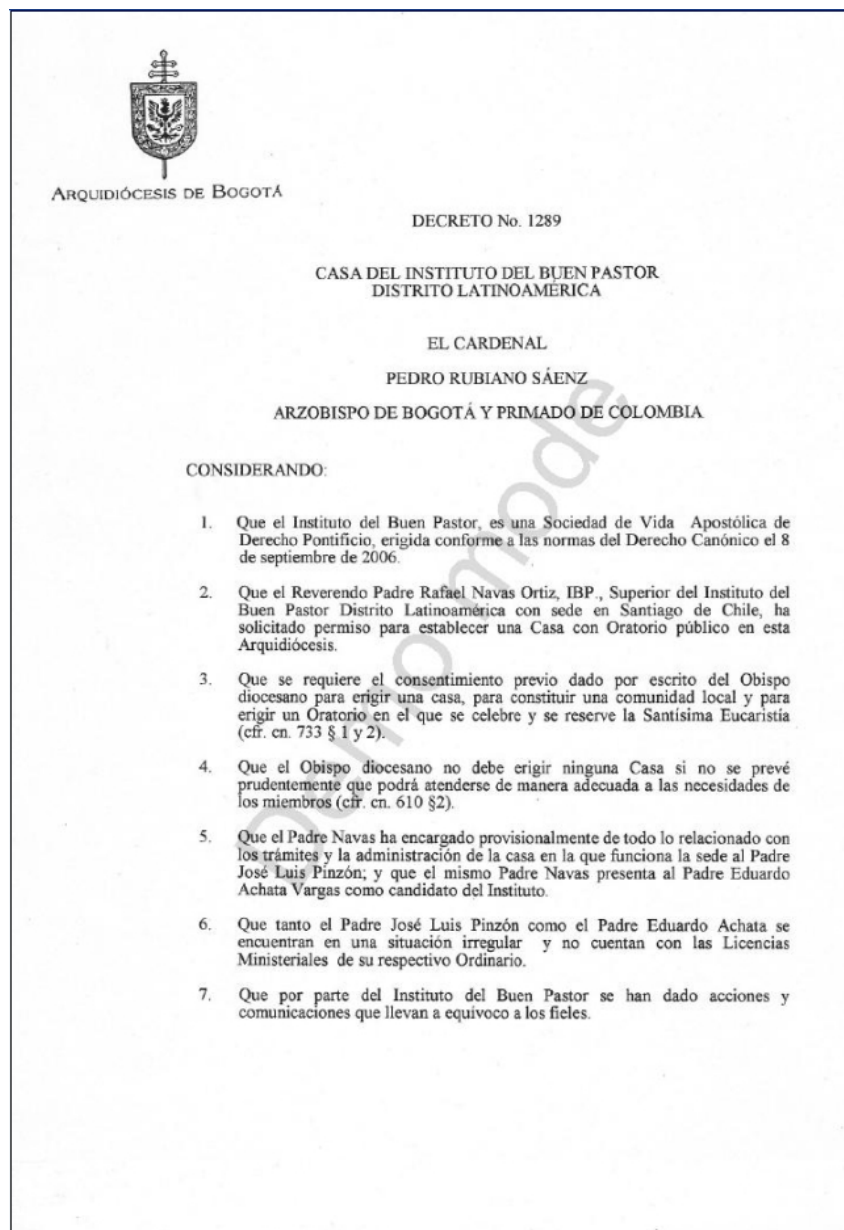 ARQUIDIÓCESIS DE BOGOTÁ
DECRETO No. 1289
CASA DEL INSTITUTO DEL BUEN PASTOR
DISTRITO LATINOAMÉRICA
EL CARDENAL
PEDRO RUBIANO SÁENZ
ARZOBISPO DE BOGOTÁ Y PRIMADO DE COLOMBIA
CONSIDERANDO:
1. Que el Instituto del Buen Pastor, es una Sociedad de Vida Apostólica de
Derecho Pontificio, erigida conforme a las normas del Derecho Canónico el 8
de septiembre de 2006.
2. Que el Reverendo Padre Rafael Navas Ortiz, IBP., Superior del Instituto del
Buen Pastor Distrito Latinoamérica con sede en Santiago de Chile, ha
solicitado permiso para establecer una Casa con Oratorio público en esta
Arquidiócesis.
3. Que se requiere el consentimiento previo dado por escrito del Obispo
diocesano para erigir una casa, para constituir una comunidad local y para
erigir un Oratorio en el que se celebre y se reserve la Santísima Eucaristía
(cfr. cn. 733 § 1 y 2).
4. Que el Obispo diocesano no debe erigir ninguna Casa si no se prevé
prudentemente que podrá atenderse de manera adecuada a las necesidades de
los miembros (cfr. cn. 610 §2).
5. Que el Padre Navas ha encargado provisionalmente de todo lo relacionado con
los trámites y la administración de la casa en la que funciona la sede al Padre
José Luis Pinzón; y que el mismo Padre Navas presenta al Padre Eduardo
Achata Vargas como candidato del Instituto.
6. Que tanto el Padre José Luis Pinzón como el Padre Eduardo Achata se
encuentran en una situación irregular y no cuentan con las Licencias
Ministeriales de su respectivo Ordinario.
7. Que por parte del Instituto del Buen Pastor se han dado acciones y
comunicaciones que llevan a equívoco a los fieles.
Demo mode